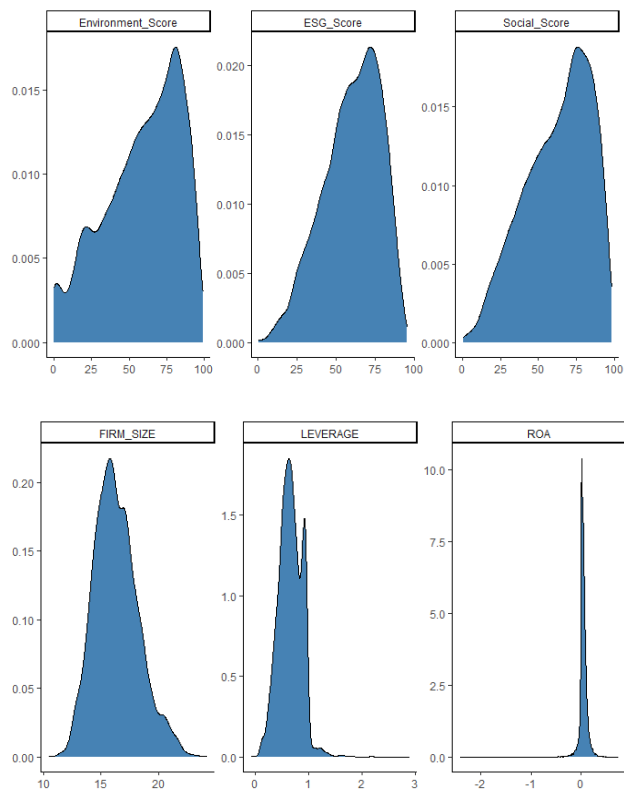 Environment_Score ESG_Score Social_Score
0.015 0.020 0.015
0.010 0.015 0.010
0.005 0.010 0.005
0.000 0.005 0.000
0.000
0 25 50 75 100 0 25 50 75 100 0 25 50 75 100
FIRM_SIZE LEVERAGE ROA
0.20 1.5 10.0
0.15 1.0 7.5
0.10 0.5 5.0
0.05 0.0 2.5
0.00 0.0
10 15 20 0 1 2 3 -2 -1 0